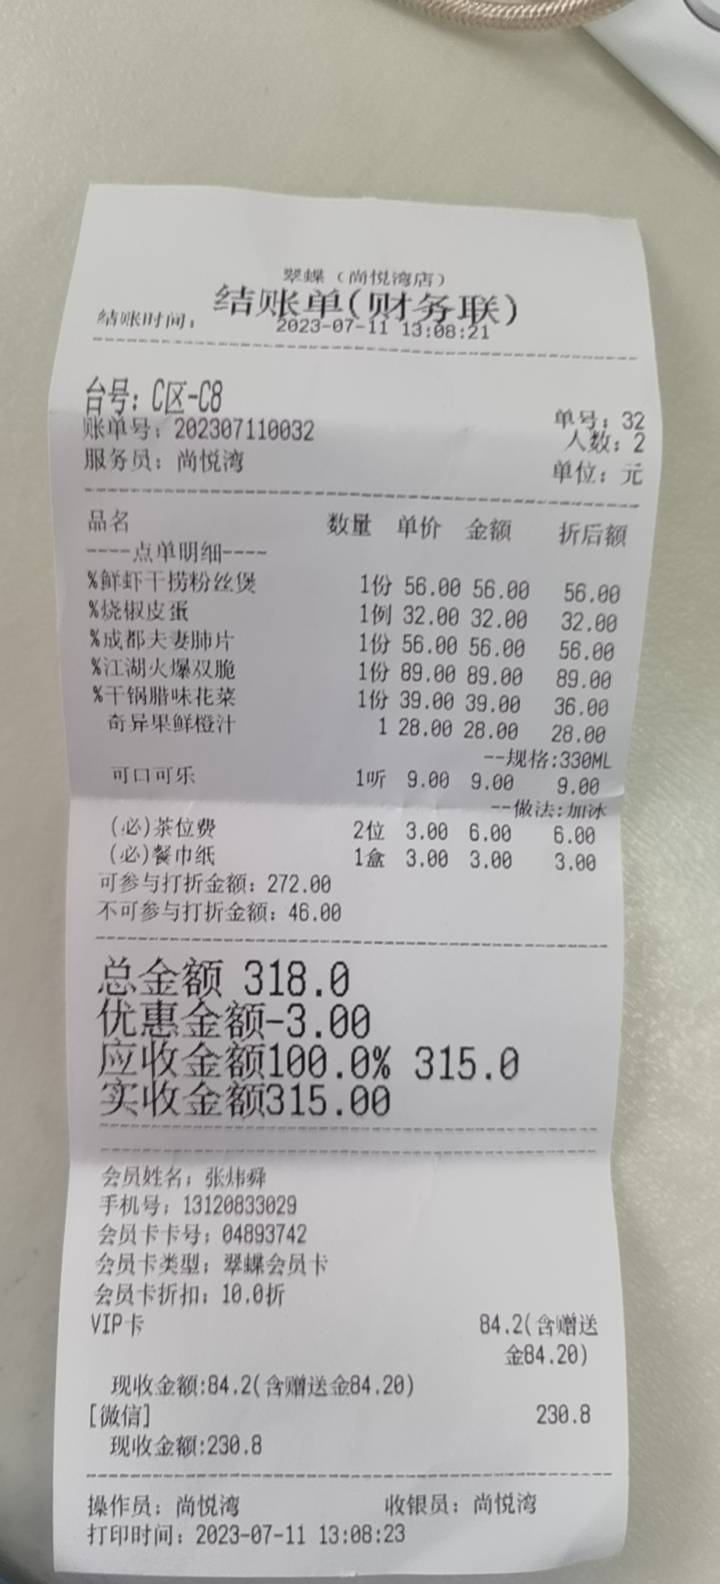 翠蝶（尚悦湾店）
结账单(财务联)
结账时间： 2023-07-11 13:08:21
台号：C区-C8
单号：32
账单号：202307110032
人数：2
服务员：尚悦湾
单位：元
品名 数量 单价 金额 折后额
----点单明细----
%鲜虾干捞粉丝煲 1份 56.00 56.00 56.00
%烧椒皮蛋 1例 32.00 32.00 32.00
%成都夫妻肺片 1份 56.00 56.00 56.00
%江湖火爆双脆 1份 89.00 89.00 89.00
%干锅腊味花菜 1份 39.00 39.00 36.00
奇异果鲜橙汁 1 28.00 28.00 28.00
--规格:330ML
可口可乐 1听 9.00 9.00 9.00
--做法:加冰
(必)茶位费 2位 3.00 6.00 6.00
(必)餐巾纸 1盒 3.00 3.00 3.00
可参与打折金额：272.00
不可参与打折金额：46.00
总金额 318.0
优惠金额-3.00
应收金额100.0% 315.0
实收金额315.00
会员姓名：张炜舜
手机号：13120833029
会员卡卡号：04893742
会员卡类型：翠蝶会员卡
会员卡折扣：10.0折
VIP卡 84.2(含赠送
金84.20)
现收金额:84.2(含赠送金84.20)
[微信] 230.8
现收金额:230.8
操作员：尚悦湾 收银员：尚悦湾
打印时间：2023-07-11 13:08:23